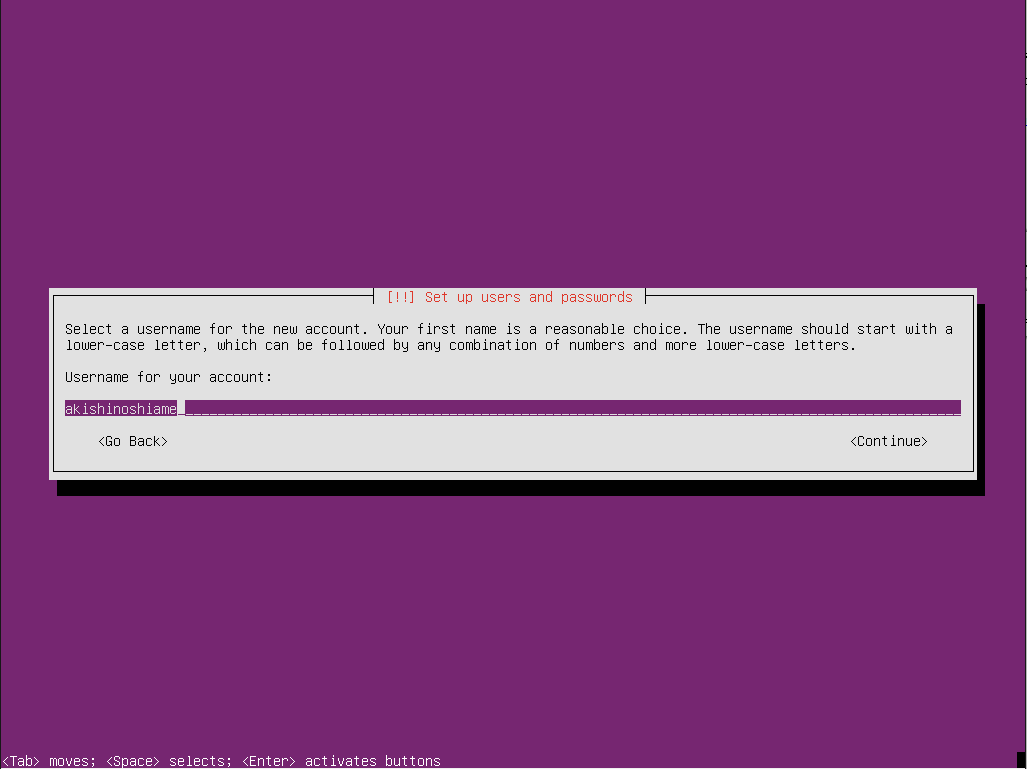 [!!] Set up users and passwords
Select a username for the new account. Your first name is a reasonable choice. The username should start with a
lower-case letter, which can be followed by any combination of numbers and more lower-case letters.
Username for your account:
akishinoshiame
<Go Back> <Continue>
<Tab> moves; <Space> selects; <Enter> activates buttons